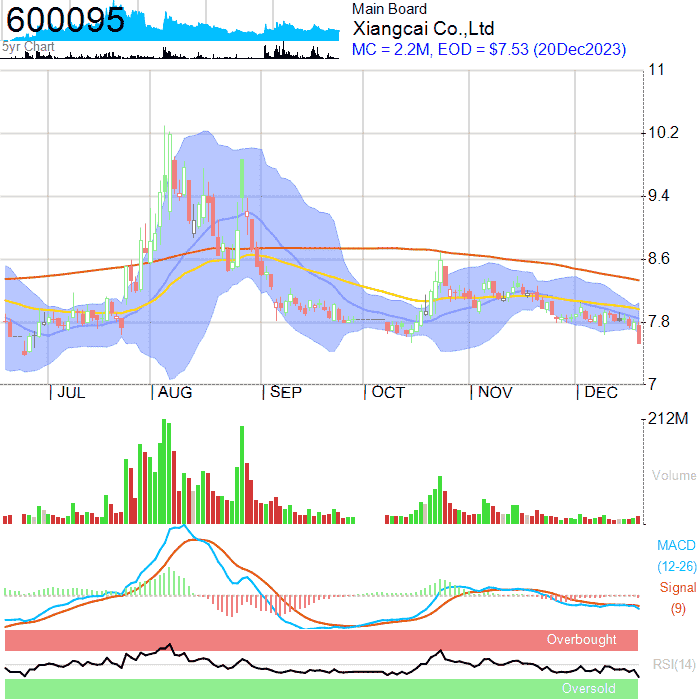 600095
5yr Chart
Main Board
Xiangcai Co.,Ltd
MC = 2.2M, EOD = $7.53 (20Dec2023)
11
10.2
9.4
8.6
7.8
7
JUL
AUG
SEP
OCT
NOV
DEC
212M
Volume
MACD
(12-26)
Signal
(9)
Overbought
RSI(14)
Oversold